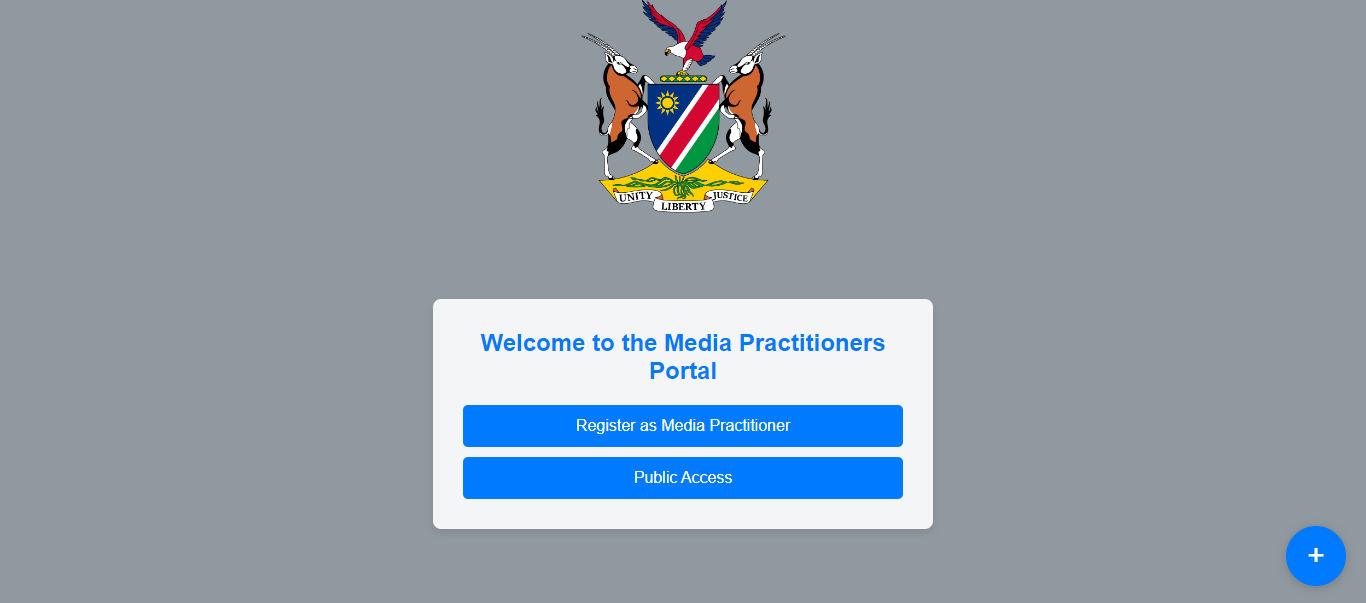 UNITY
LIBERTY
JUSTICE
Welcome to the Media Practitioners
Portal
Register as Media Practitioner
Public Access
+